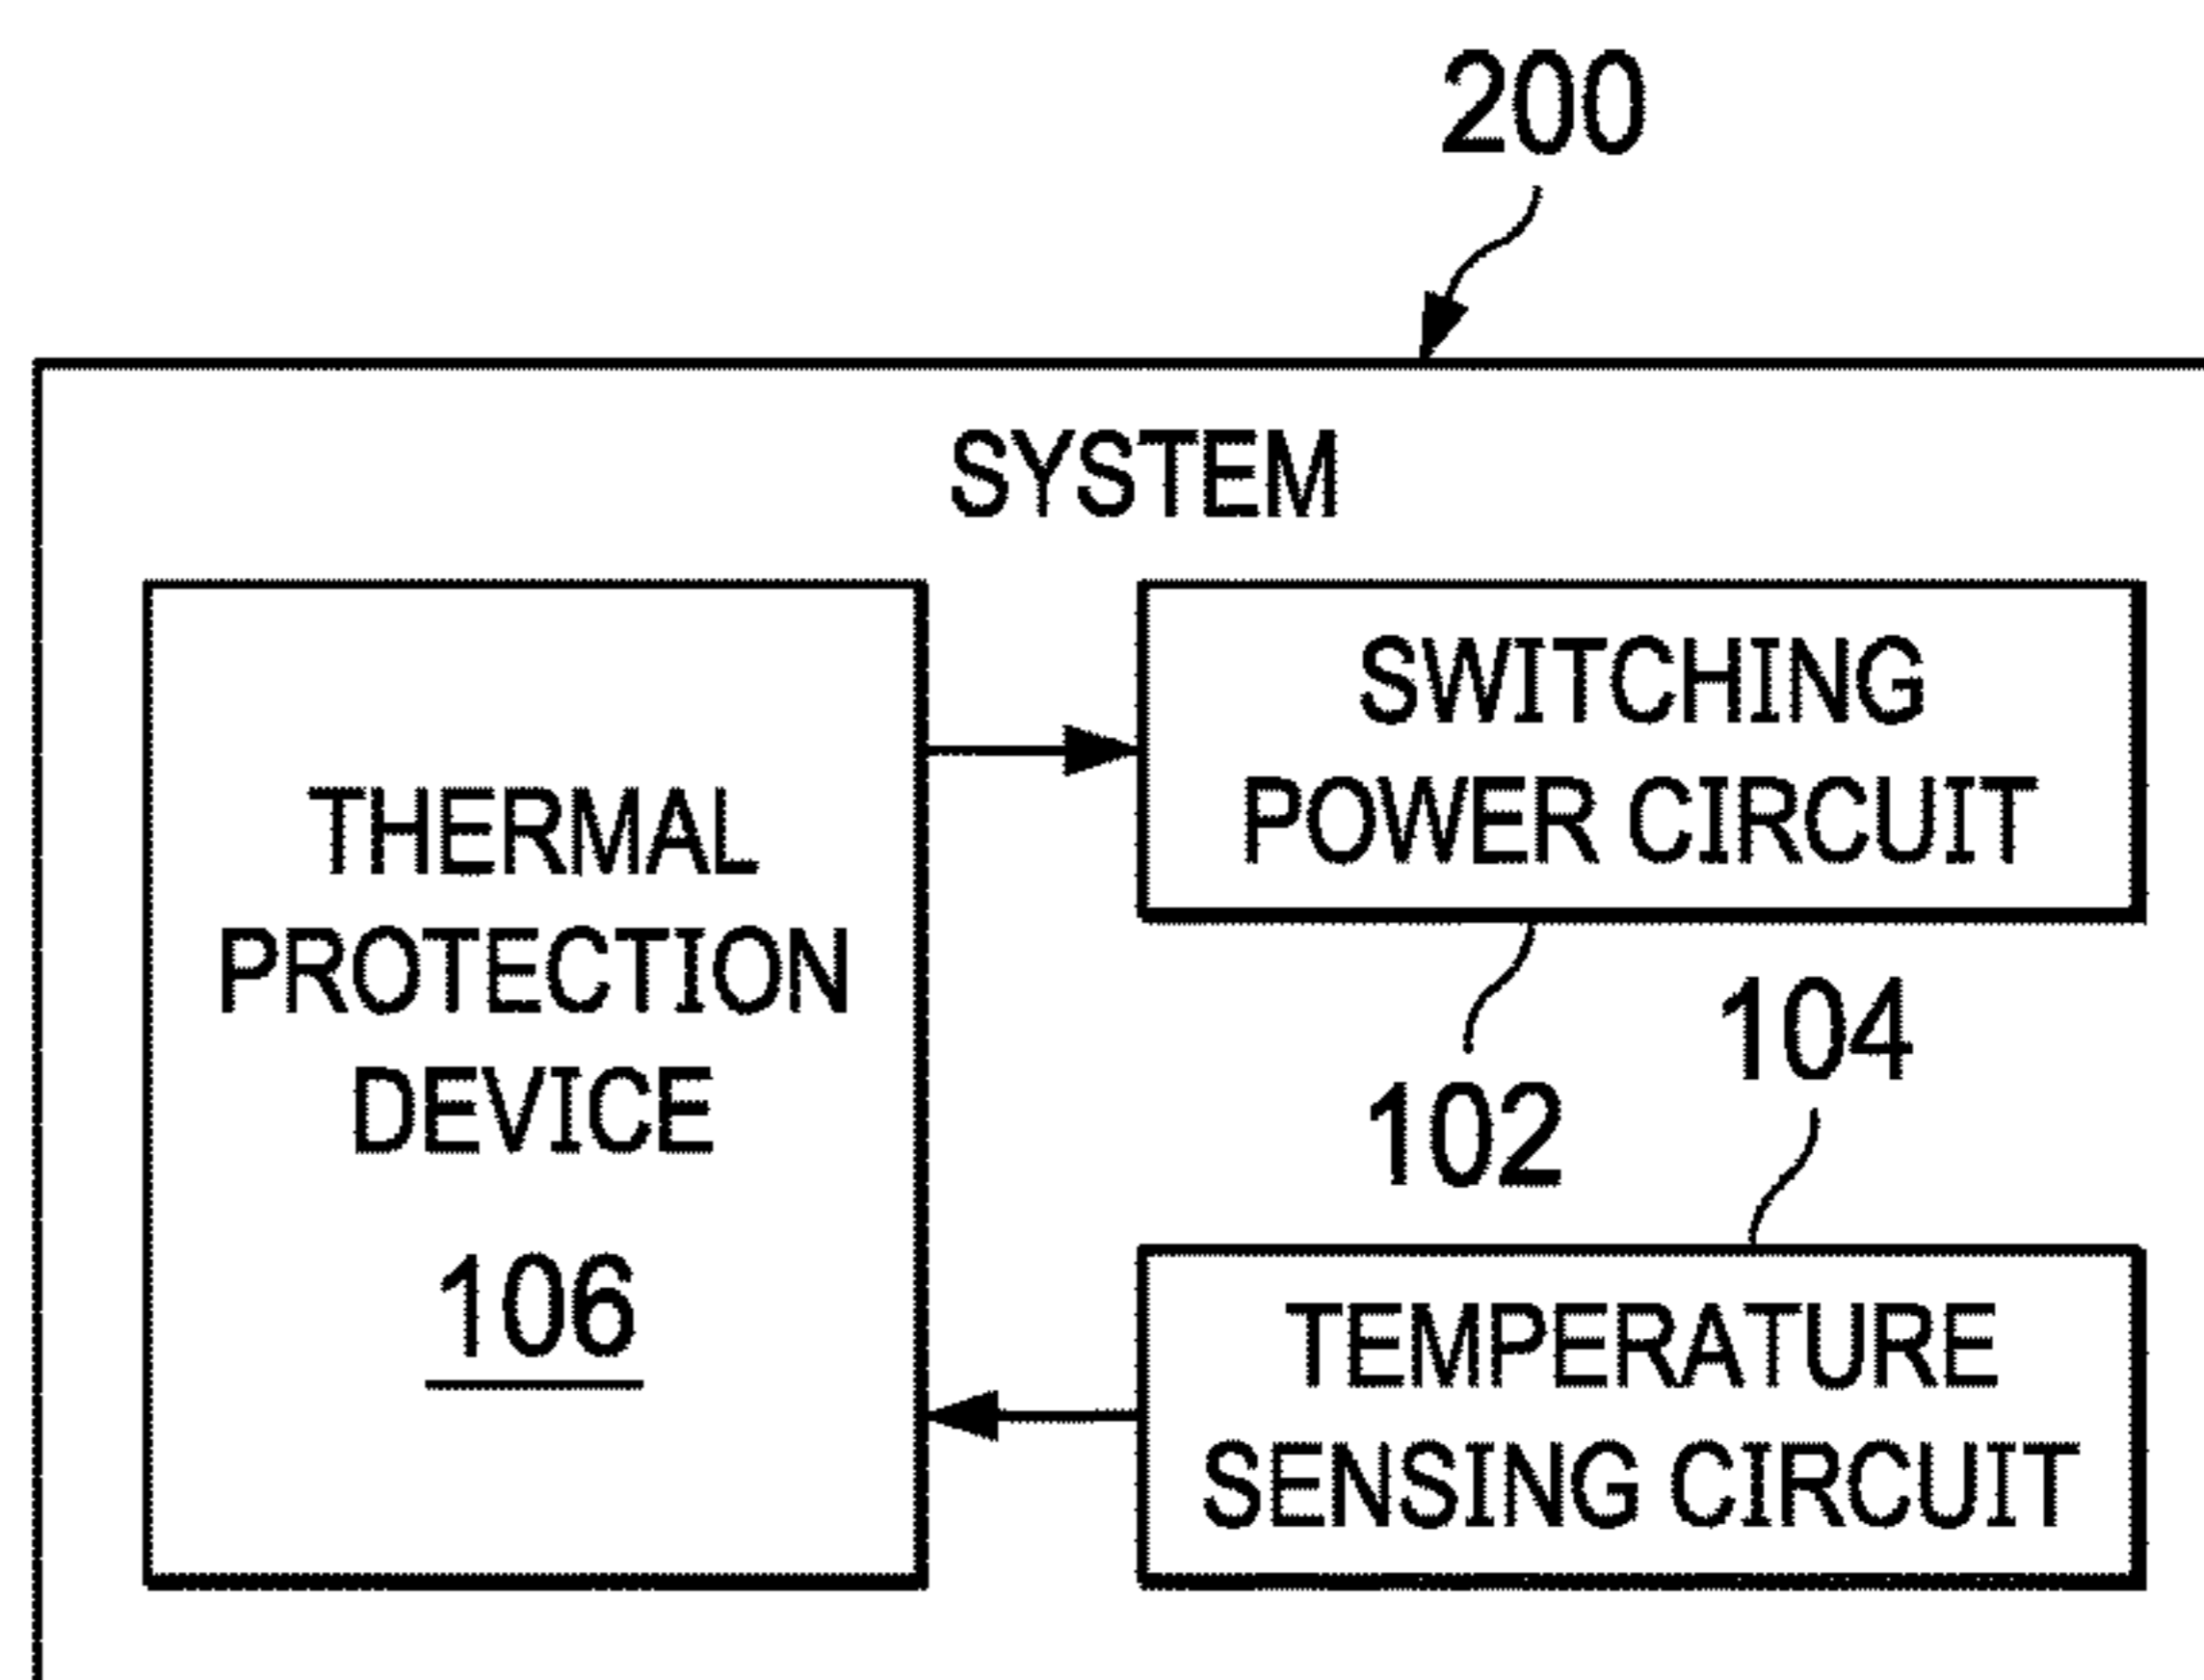 200
SYSTEM
THERMAL
PROTECTION
DEVICE
106
SWITCHING
POWER CIRCUIT
102
104
TEMPERATURE
SENSING CIRCUIT